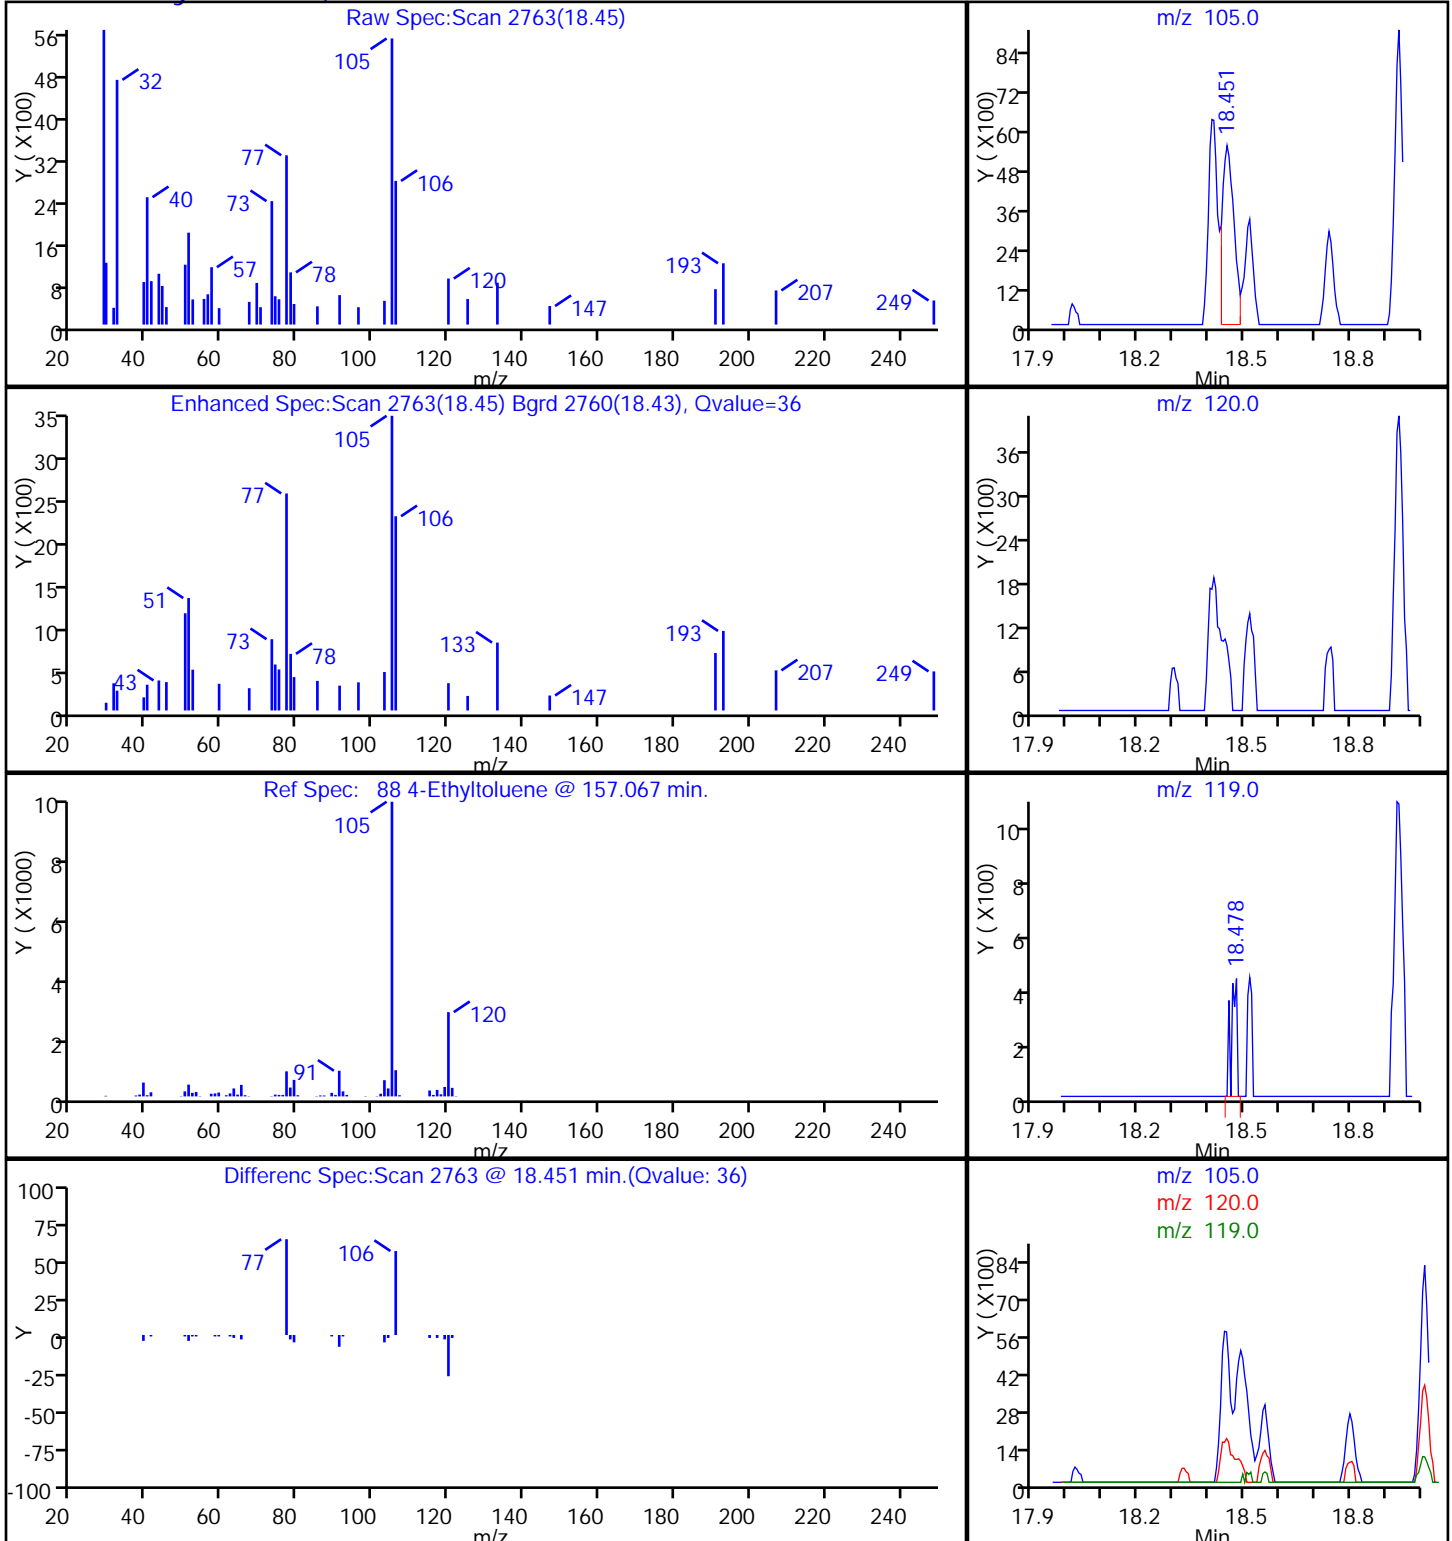 Raw Spec:Scan 2763(18.45)
56
48
40
32
24
16
8
0
Y ( X100)
105
32
77
106
40
73
57
78
120
193
207
147
249
20 40 60 80 100 120 140 160 180 200 220 240
m/z
m/z 105.0
84
72
60
48
36
24
12
0
Y ( X100)
18.451
17.9 18.2 18.5 18.8
Min
Enhanced Spec:Scan 2763(18.45) Bgrd 2760(18.43), Qvalue=36
35
30
25
20
15
10
5
0
Y ( X100)
105
77
106
51
73
78
133
193
43
207
249
147
20 40 60 80 100 120 140 160 180 200 220 240
m/z
m/z 120.0
36
30
24
18
12
6
0
Y ( X100)
17.9 18.2 18.5 18.8
Min
Ref Spec: 88 4-Ethyltoluene @ 157.067 min.
10
8
6
4
2
0
Y ( X1000)
105
120
91
20 40 60 80 100 120 140 160 180 200 220 240
m/z
m/z 119.0
10
8
6
4
2
0
Y ( X100)
18.478
17.9 18.2 18.5 18.8
Min
Differenc Spec:Scan 2763 @ 18.451 min.(Qvalue: 36)
100
75
50
25
0
-25
-50
-75
-100
Y
77
106
20 40 60 80 100 120 140 160 180 200 220 240
m/z
m/z 105.0
m/z 120.0
m/z 119.0
84
70
56
42
28
14
0
Y ( X100)
17.9 18.2 18.5 18.8
Min